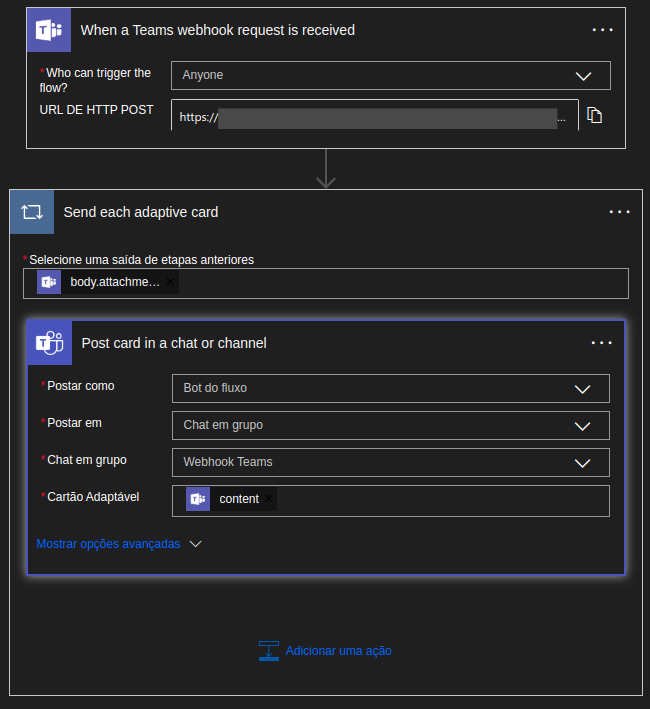 When a Teams webhook request is received
*Who can trigger the
flow?
Anyone
URL DE HTTP POST
https://
...
Send each adaptive card
*Selecione uma saída de etapas anteriores
body.attachme...
Post card in a chat or channel
*Postar como
Bot do fluxo
*Postar em
Chat em grupo
*Chat em grupo
Webhook Teams
*Cartão Adaptável
content
Mostrar opções avançadas
Adicionar uma ação